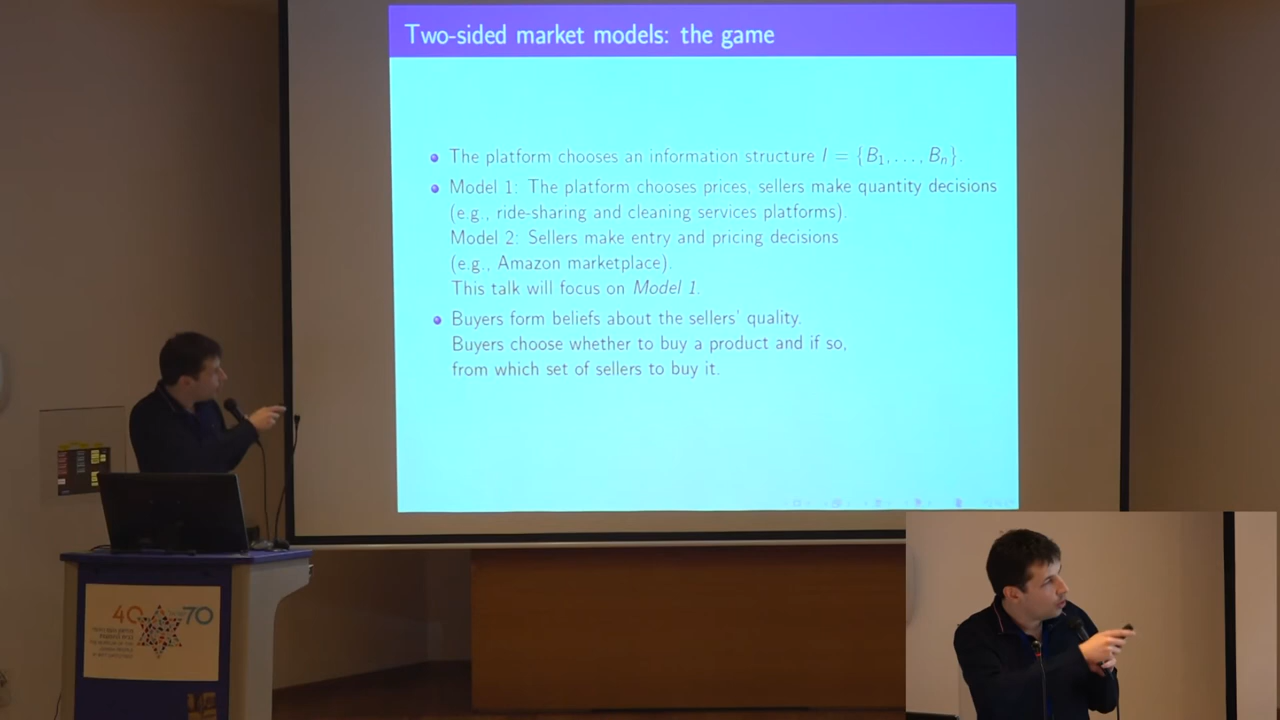 Two-sided market models: the game
The platform chooses an information structure I = {B₁, . . . , Bₙ}.
Model 1: The platform chooses prices, sellers make quantity decisions
(e.g., ride-sharing and cleaning services platforms).
Model 2: Sellers make entry and pricing decisions
(e.g., Amazon marketplace).
This talk will focus on Model 1.
Buyers form beliefs about the sellers' quality.
Buyers choose whether to buy a product and if so,
from which set of sellers to buy it.
40
70